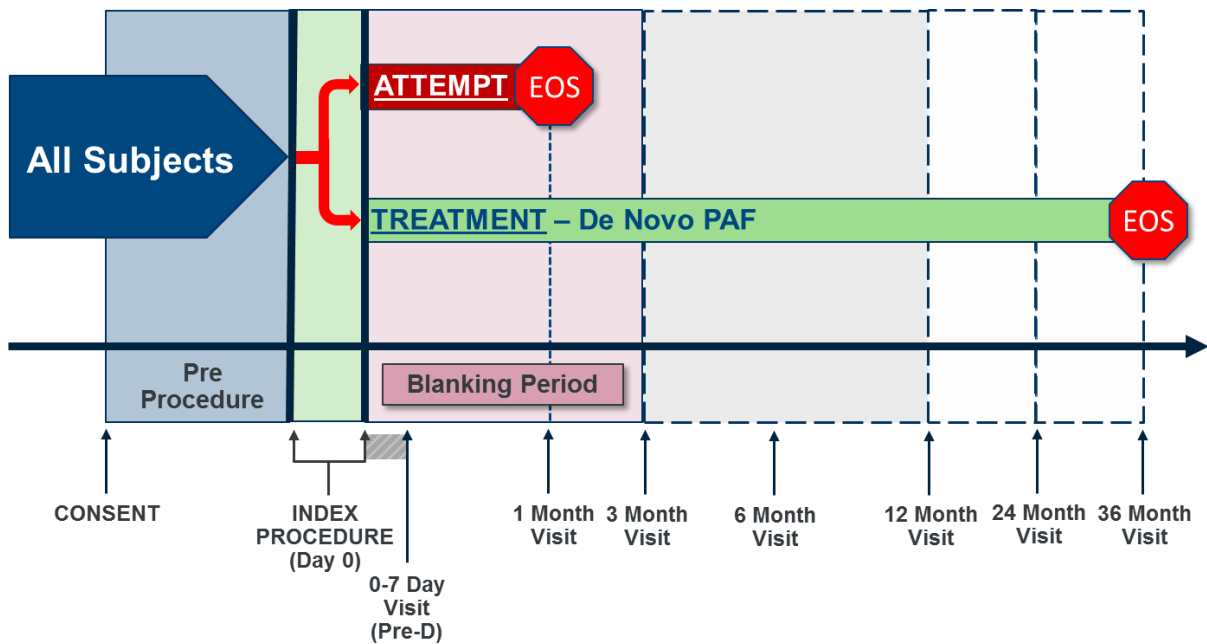 ATTEMPT
EOS
All Subjects
TREATMENT – De Novo PAF
EOS
Pre
Procedure
Blanking Period
CONSENT
INDEX
PROCEDURE
(Day 0)
0-7 Day
Visit
(Pre-D)
1 Month
Visit
3 Month
Visit
6 Month
Visit
12 Month
Visit
24 Month
Visit
36 Month
Visit